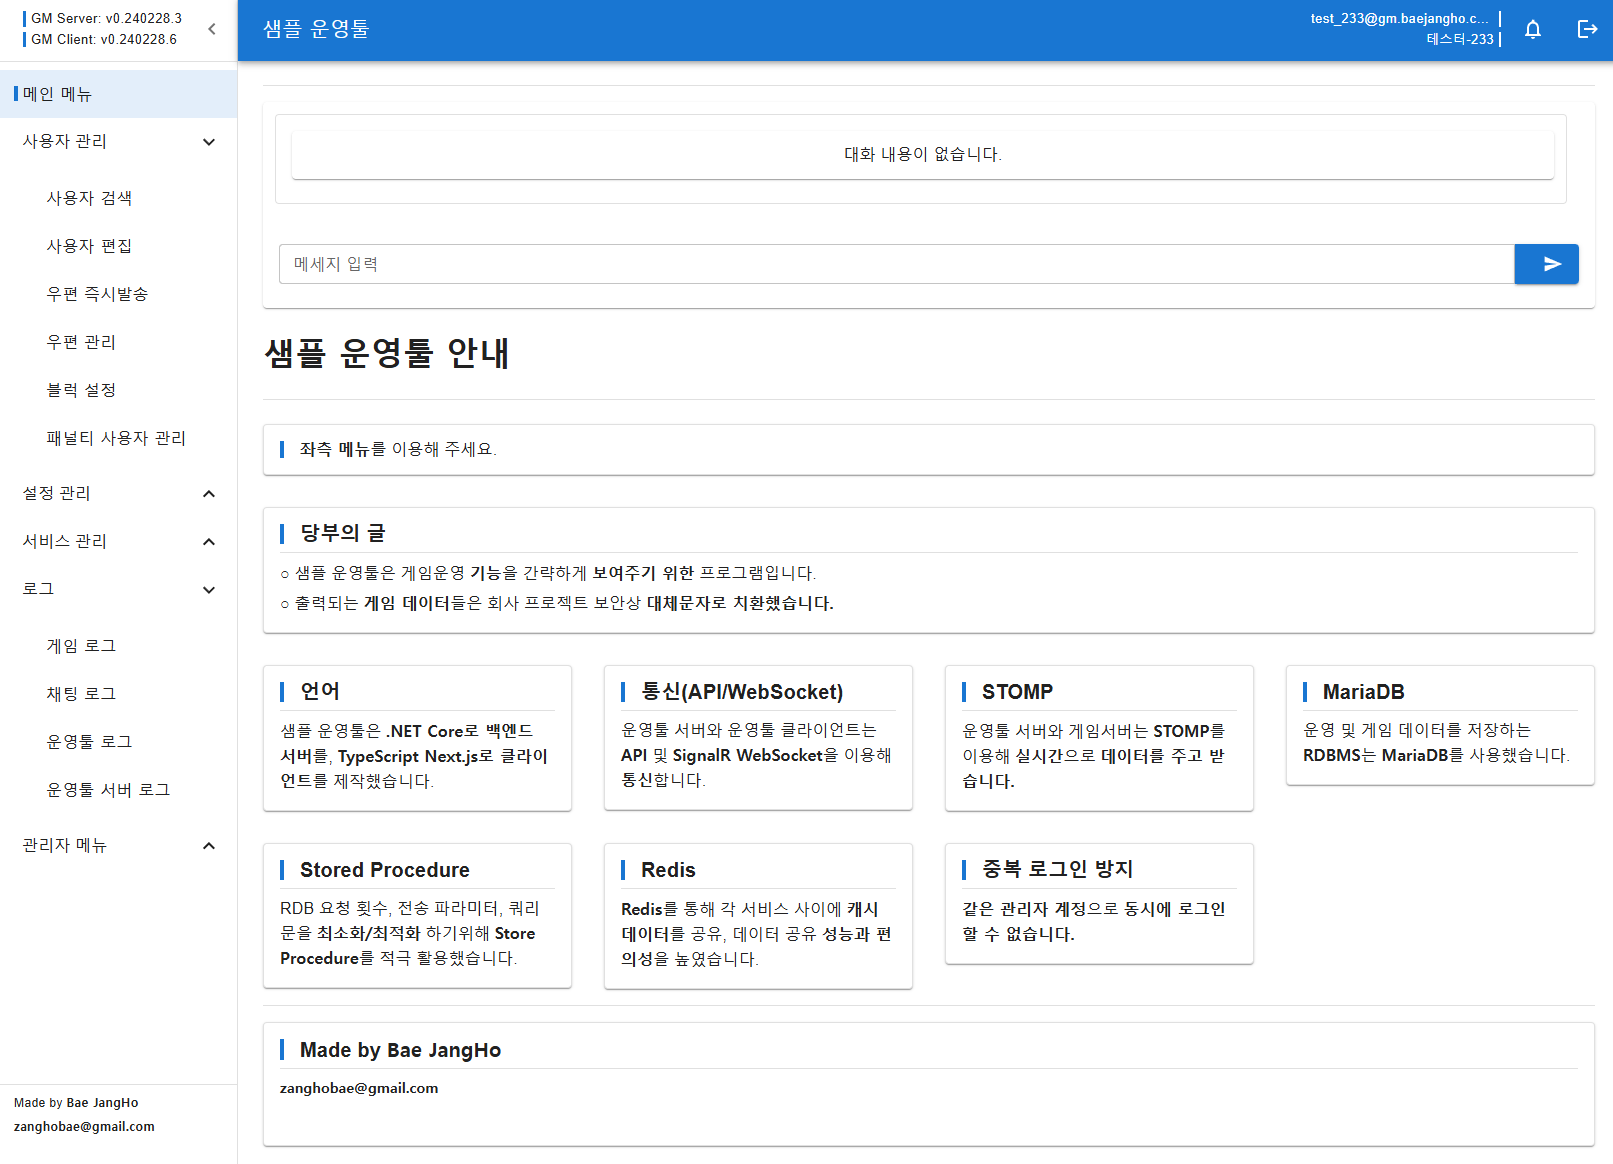 GM Server: v0.240228.3
GM Client: v0.240228.6
샘플 운영툴
test_233@gm.baejangho.c...
테스터-233
메인 메뉴
사용자 관리
사용자 검색
사용자 편집
우편 즉시발송
우편 관리
블럭 설정
패널티 사용자 관리
설정 관리
서비스 관리
로그
게임 로그
채팅 로그
운영툴 로그
운영툴 서버 로그
관리자 메뉴
Made by Bae JangHo
zanghobae@gmail.com
대화 내용이 없습니다.
메세지 입력
샘플 운영툴 안내
좌측 메뉴를 이용해 주세요.
당부의 글
○ 샘플 운영툴은 게임운영 기능을 간략하게 보여주기 위한 프로그램입니다.
○ 출력되는 게임 데이터들은 회사 프로젝트 보안상 대체문자로 치환했습니다.
언어
샘플 운영툴은 .NET Core로 백엔드
서버를, TypeScript Next.js로 클라이
언트를 제작했습니다.
통신(API/WebSocket)
운영툴 서버와 운영툴 클라이언트는
API 및 SignalR WebSocket을 이용해
통신합니다.
STOMP
운영툴 서버와 게임서버는 STOMP를
이용해 실시간으로 데이터를 주고 받
습니다.
MariaDB
운영 및 게임 데이터를 저장하는
RDBMS는 MariaDB를 사용했습니다.
Stored Procedure
RDB 요청 횟수, 전송 파라미터, 쿼리
문을 최소화/최적화 하기위해 Store
Procedure를 적극 활용했습니다.
Redis
Redis를 통해 각 서비스 사이에 캐시
데이터를 공유, 데이터 공유 성능과 편
의성을 높였습니다.
중복 로그인 방지
같은 관리자 계정으로 동시에 로그인
할 수 없습니다.
Made by Bae JangHo
zanghobae@gmail.com